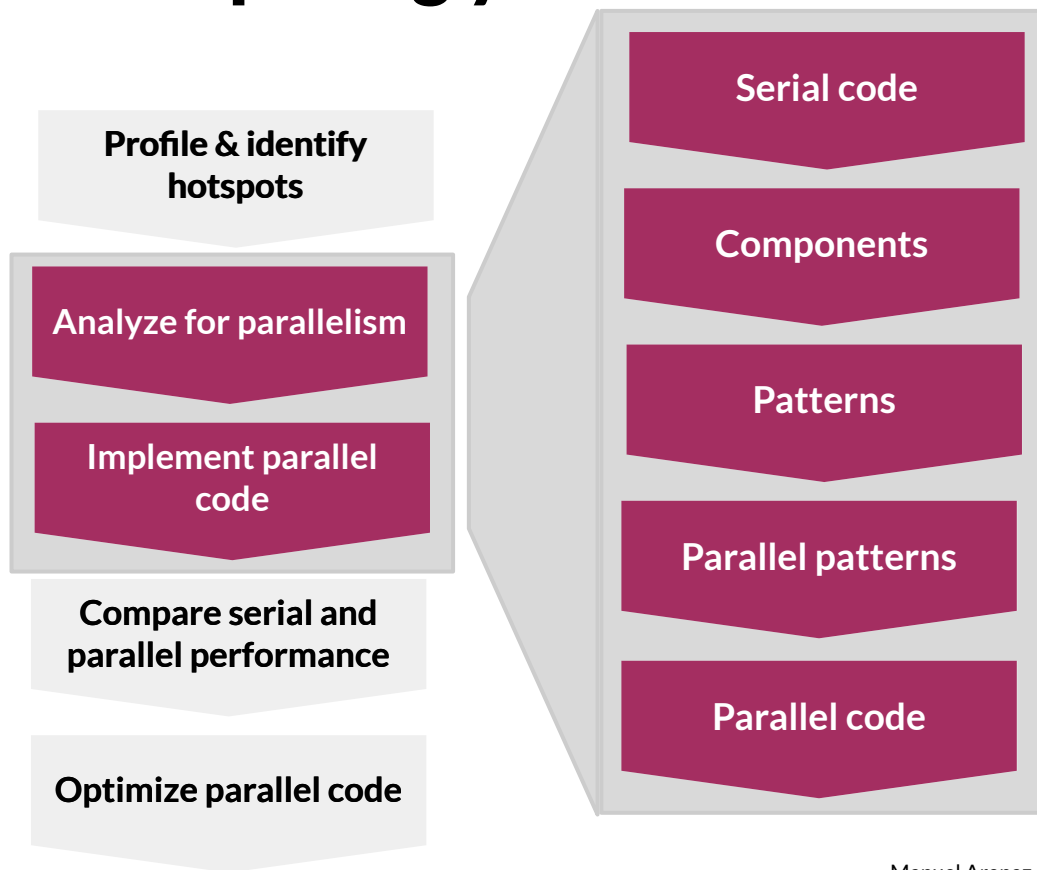 Profile & identify
hotspots
Analyze for parallelism
Implement parallel
code
Compare serial and
parallel performance
Optimize parallel code
Serial code
Components
Patterns
Parallel patterns
Parallel code